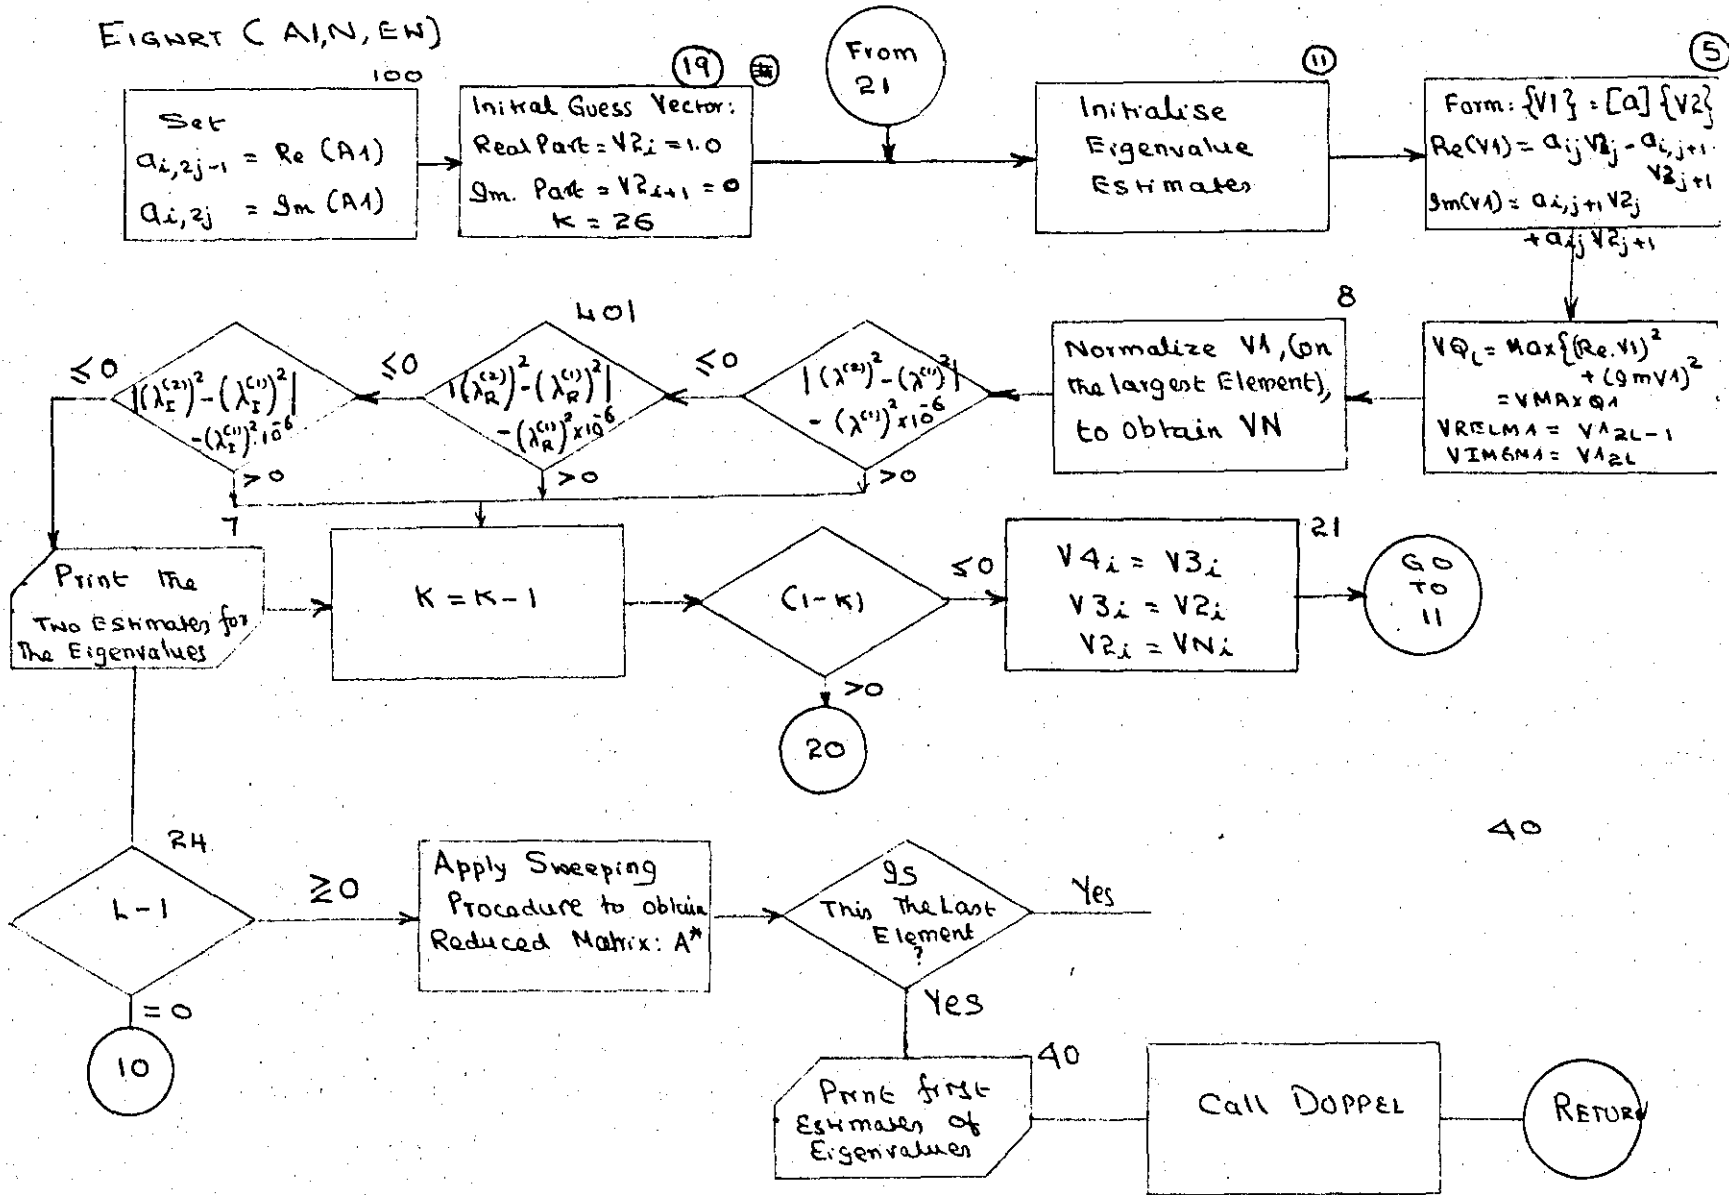 EIGNRT ( A1,N, EW)
100
Set
a_{i,2j-1} = Re (A1)
a_{i,2j} = Im (A1)
19
Initial Guess Vector:
Real Part = V2_i = 1.0
Im. Part = V2_{i+1} = 0
K = 26
From
21
11
Initialise
Eigenvalue
Estimates
5
Form: {V1} = [a] {V2}
Re(V1) = a_{ij} V2_j - a_{i,j+1}.
V2_{j+1}
Im(V1) = a_{i,j+1} V2_j
+ a_{ij} V2_{j+1}
VQ_L = Max{(Re.V1)^2
+ (ImV1)^2
= VMAXQ1
VRELM1 = V1_{2L-1}
VIMGM1 = V1_{2L}
8
Normalize V1, (on
the largest Element),
to obtain VN
|(λ^{(2)})^2 - (λ^{(1)})^2|
- (λ^{(1)})^2 x10^{-6}
≤0
>0
401
|(λ_R^{(2)})^2 - (λ_R^{(1)})^2|
- (λ_R^{(1)})^2 x10^{-6}
≤0
>0
|(λ_I^{(2)})^2 - (λ_I^{(1)})^2|
- (λ_I^{(1)})^2.10^{-6}
≤0
>0
7
Print the
Two Estimates for
The Eigenvalues
K = K-1
(1-K)
≤0
>0
20
21
V4_i = V3_i
V3_i = V2_i
V2_i = VN_i
GO
TO
11
24
L-1
≥0
=0
10
Apply Sweeping
Procedure to obtain
Reduced Matrix: A*
Is
This The Last
Element
?
Yes
Yes
40
40
Print first
Estimates of
Eigenvalues
Call DOPPEL
RETURN